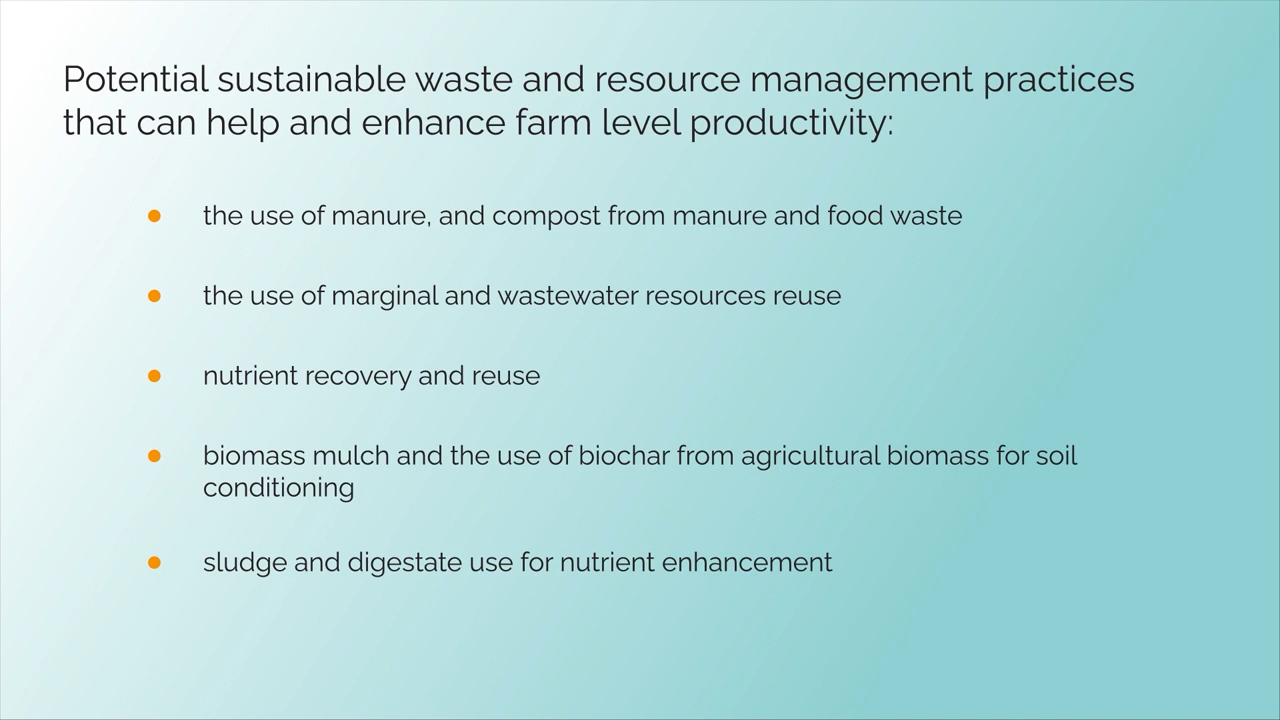 Potential sustainable waste and resource management practices
that can help and enhance farm level productivity:
the use of manure, and compost from manure and food waste
the use of marginal and wastewater resources reuse
nutrient recovery and reuse
biomass mulch and the use of biochar from agricultural biomass for soil
conditioning
sludge and digestate use for nutrient enhancement